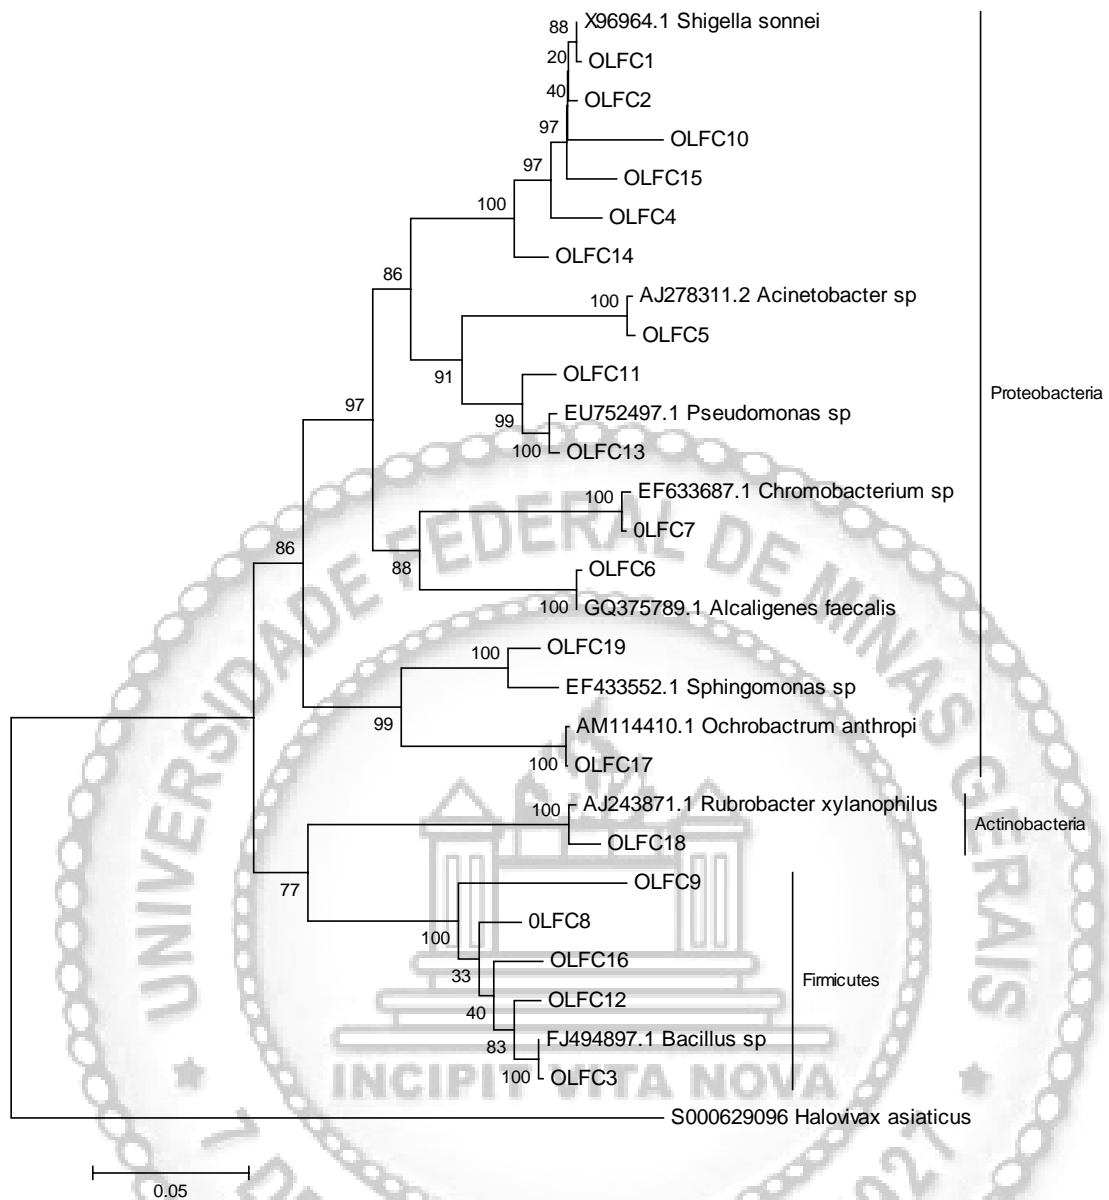 88
X96964.1 Shigella sonnei
20
OLFC1
40
OLFC2
97
OLFC10
97
OLFC15
100
OLFC4
OLFC14
86
100
AJ278311.2 Acinetobacter sp
OLFC5
91
OLFC11
Proteobacteria
97
99
EU752497.1 Pseudomonas sp
100
OLFC13
100
EF633687.1 Chromobacterium sp
0LFC7
86
88
OLFC6
100
GQ375789.1 Alcaligenes faecalis
100
OLFC19
EF433552.1 Sphingomonas sp
99
AM114410.1 Ochrobactrum anthropi
100
OLFC17
100
AJ243871.1 Rubrobacter xylanophilus
Actinobacteria
OLFC18
77
OLFC9
100
0LFC8
33
OLFC16
Firmicutes
40
OLFC12
83
FJ494897.1 Bacillus sp
100
OLFC3
S000629096 Halovivax asiaticus
0.05
UNIVERSIDADE FEDERAL DE MINAS GERAIS
INCIPIT VITA NOVA